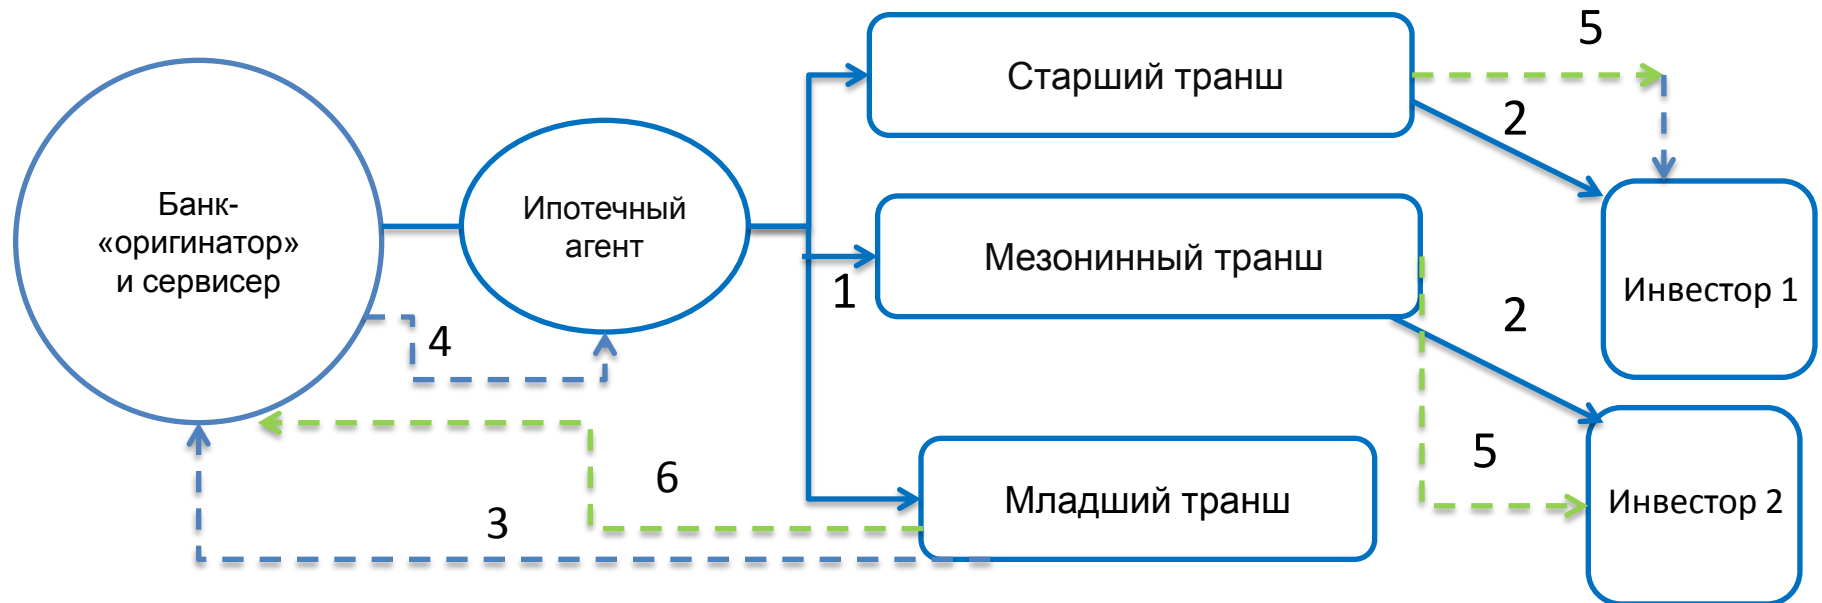 Банк-
«оригинатор»
и сервисер
Ипотечный
агент
Старший транш
Мезонинный транш
Младший транш
Инвестор 1
Инвестор 2
1
2
2
3
4
5
5
6